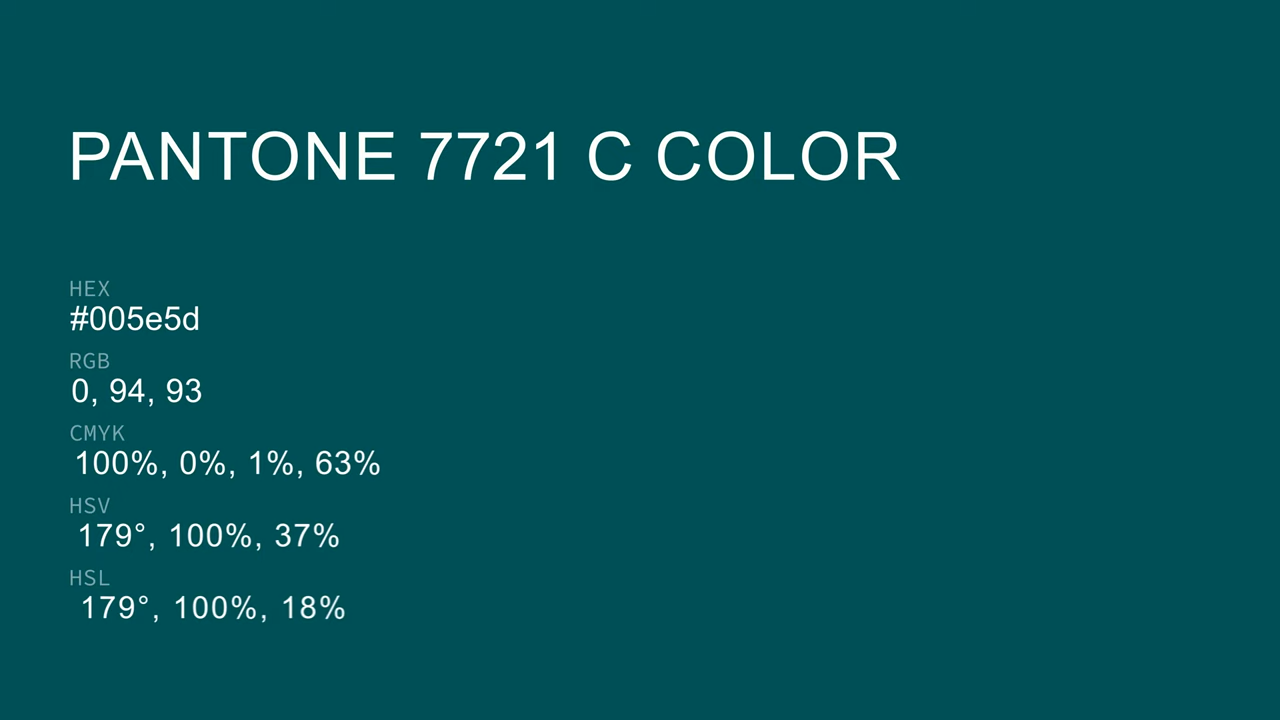 PANTONE 7721 C COLOR
HEX
#005e5d
RGB
0, 94, 93
CMYK
100%, 0%, 1%, 63%
HSV
179°, 100%, 37%
HSL
179°, 100%, 18%